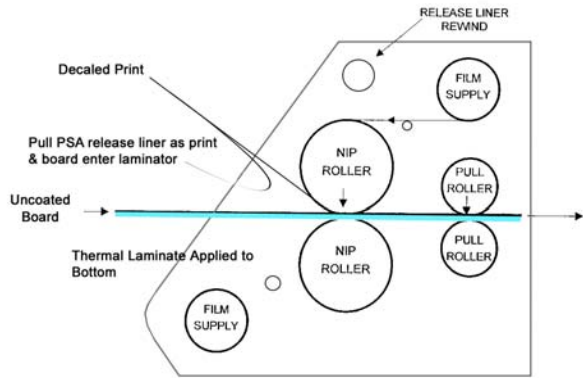 RELEASE LINER
REWIND
Decaled Print
FILM
SUPPLY
Pull PSA release liner as print
& board enter laminator
NIP
ROLLER
PULL
ROLLER
Uncoated
Board
Thermal Laminate Applied to
Bottom
NIP
ROLLER
PULL
ROLLER
FILM
SUPPLY